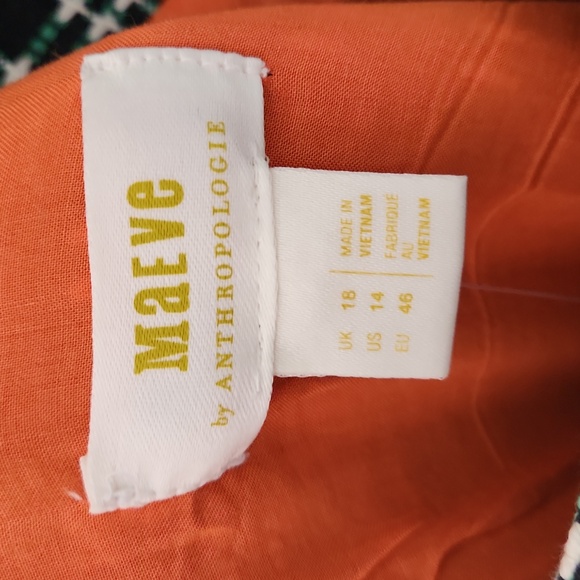 MaEVe
by ANTHROPOLOGIE
UK 18
US 14
EU 46
MADE IN
VIETNAM
FABRIQUE
AU
VIETNAM